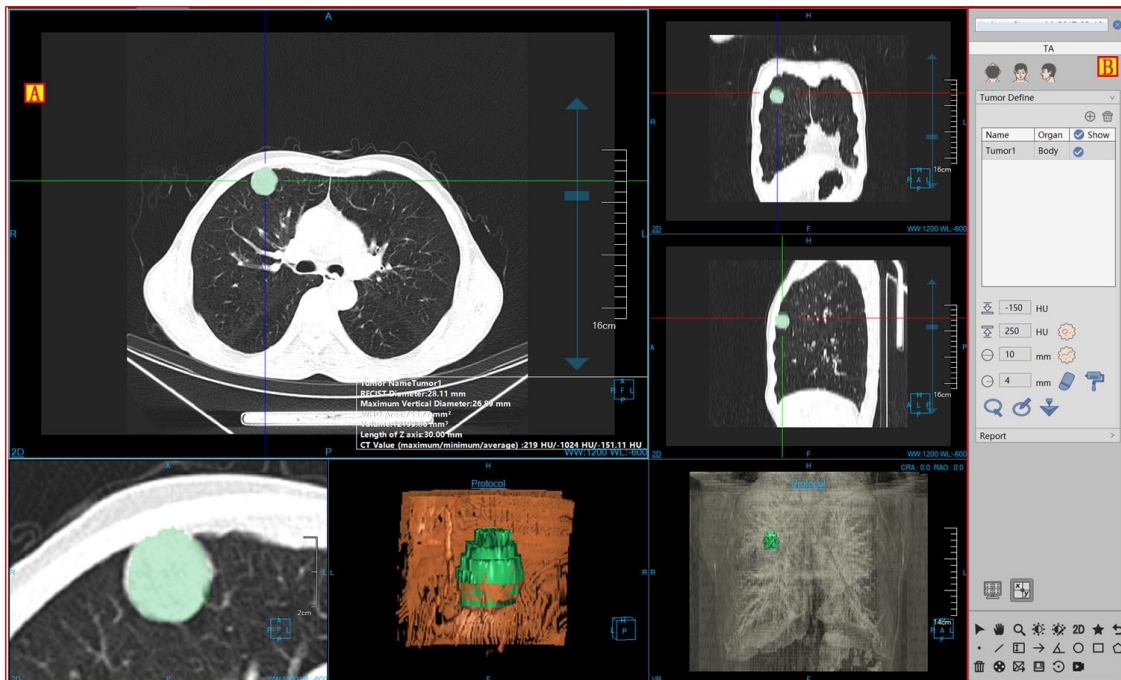 A
A
R
L
16cm
Tumor NameTumor1
RECIST Diameter:28.11 mm
Maximum Vertical Diameter:26.89 mm
Length of Z axis:30.00 mm
CT Value (maximum/minimum/average) :219 HU/-1024 HU/-151.11 HU
2D
P
WW:1200 WL:-600
H
R
L
16cm
2D
F
WW:1200 WL:-600
H
A
P
16cm
2D
F
WW:1200 WL:-600
A
R
L
2cm
H
Protocol
R
L P
H
CRA : 0.0 RAO : 0.0
Protocol
R
L
14cm
TA
B
Tumor Define
Name Organ Show
Tumor1 Body
-150 HU
250 HU
10 mm
4 mm
Report
2D